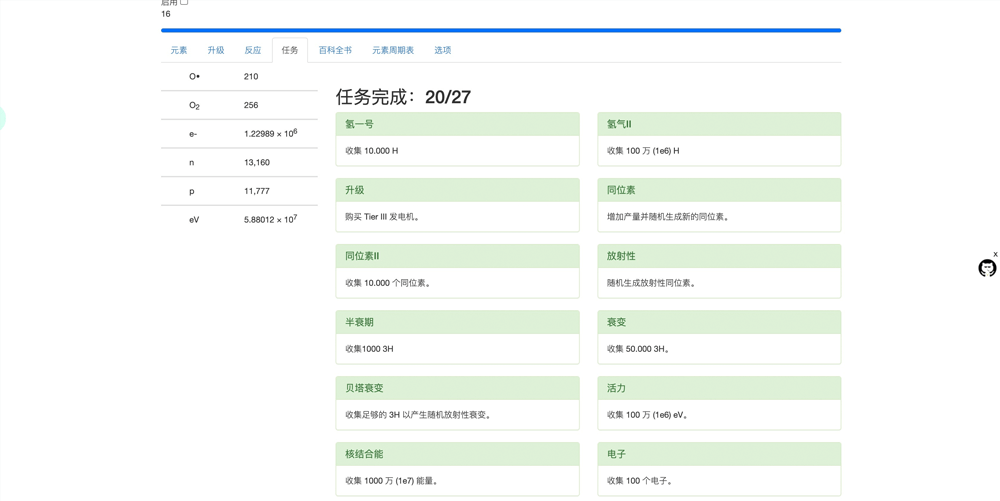 启用
16
元素 升级 反应 任务 百科全书 元素周期表 选项
O• 210
O2 256
e- 1.22989 × 10^6
n 13,160
p 11,777
eV 5.88012 × 10^7
任务完成：20/27
氢一号
收集 10.000 H
氢气II
收集 100 万 (1e6) H
升级
购买 Tier III 发电机。
同位素
增加产量并随机生成新的同位素。
同位素II
收集 10.000 个同位素。
放射性
随机生成放射性同位素。
半衰期
收集1000 3H
衰变
收集 50.000 3H。
贝塔衰变
收集足够的 3H 以产生随机放射性衰变。
活力
收集 100 万 (1e6) eV。
核结合能
收集 1000 万 (1e7) 能量。
电子
收集 100 个电子。
x